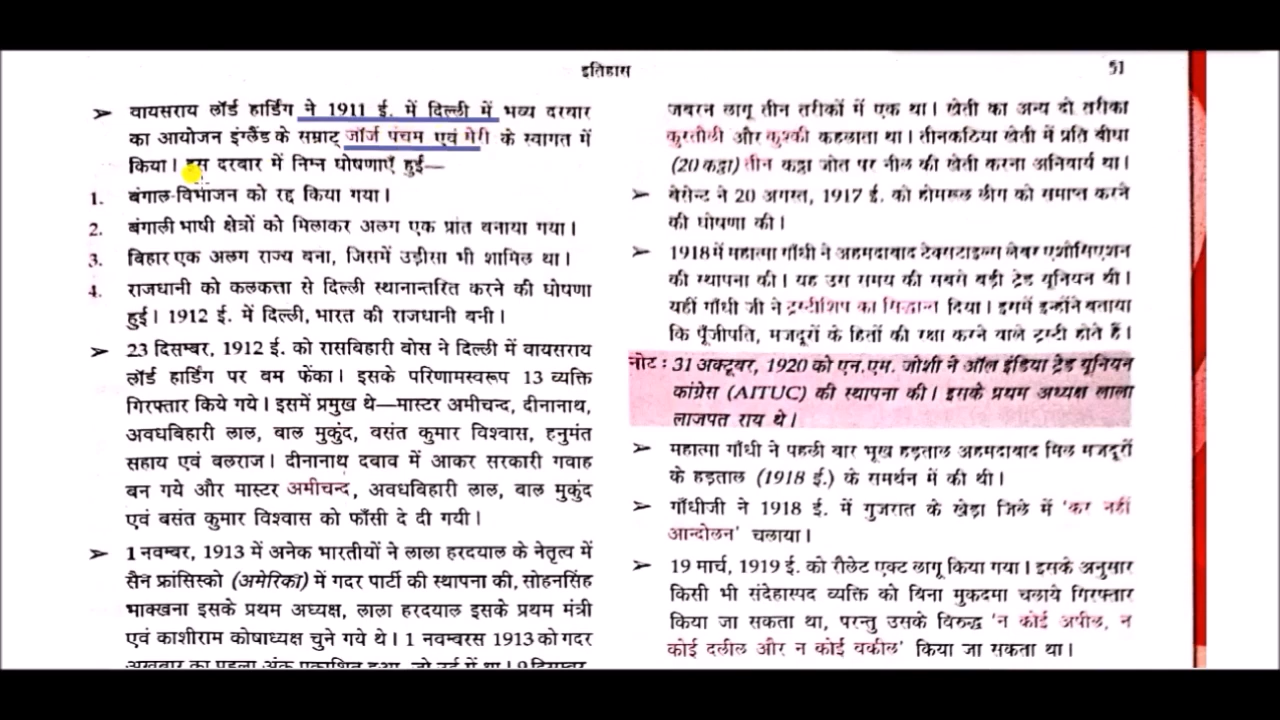 इतिहास
51
➢ वायसराय लॉर्ड हार्डिंग ने 1911 ई. में दिल्ली में भव्य दरबार
का आयोजन इंग्लैंड के सम्राट् जॉर्ज पंचम एवं मेरी के स्वागत में
किया। इस दरबार में निम्न घोषणाएँ हुई—
1. बंगाल-विभाजन को रद्द किया गया।
2. बंगाली भाषी क्षेत्रों को मिलाकर अलग एक प्रांत बनाया गया।
3. बिहार एक अलग राज्य बना, जिसमें उड़ीसा भी शामिल था।
4. राजधानी को कलकत्ता से दिल्ली स्थानान्तरित करने की घोषणा
हुई। 1912 ई. में दिल्ली, भारत की राजधानी बनी।
➢ 23 दिसम्बर, 1912 ई. को रासबिहारी बोस ने दिल्ली में वायसराय
लॉर्ड हार्डिंग पर बम फेंका। इसके परिणामस्वरूप 13 व्यक्ति
गिरफ्तार किये गये। इसमें प्रमुख थे—मास्टर अमीचन्द, दीनानाथ,
अवधबिहारी लाल, बाल मुकुंद, वसंत कुमार विश्वास, हनुमंत
सहाय एवं बलराज। दीनानाथ दबाव में आकर सरकारी गवाह
बन गये और मास्टर अमीचन्द, अवधबिहारी लाल, बाल मुकुंद
एवं बसंत कुमार विश्वास को फाँसी दे दी गयी।
➢ 1 नवम्बर, 1913 में अनेक भारतीयों ने लाला हरदयाल के नेतृत्व में
सैन फ्रांसिस्को (अमेरिका) में गदर पार्टी की स्थापना की, सोहनसिंह
भाक्खना इसके प्रथम अध्यक्ष, लाला हरदयाल इसके प्रथम मंत्री
एवं काशीराम कोषाध्यक्ष चुने गये थे। 1 नवम्बरस 1913 को गदर
अखबार का पहला अंक प्रकाशित हुआ, जो उर्दू में था। 9 दिसम्बर
जबरन लागू तीन तरीकों में एक था। खेती का अन्य दो तरीका
कुरतौली और कुश्की कहलाता था। तीनकठिया खेती में प्रति बीघा
(20 कट्ठा) तीन कट्ठा जोत पर नील की खेती करना अनिवार्य था।
➢ बेसेन्ट ने 20 अगस्त, 1917 ई. को होमरूल लीग को समाप्त करने
की घोषणा की।
➢ 1918 में महात्मा गाँधी ने अहमदाबाद टेक्सटाइल्स लेबर एशोसिएशन
की स्थापना की। यह उस समय की सबसे बड़ी ट्रेड यूनियन थी।
यहीं गाँधी जी ने ट्रस्टीशिप का सिद्धान्त दिया। इसमें इन्होंने बताया
कि पूँजीपति, मजदूरों के हितों की रक्षा करने वाले ट्रस्टी होते हैं।
नोट : 31 अक्टूबर, 1920 को एन.एम. जोशी ने ऑल इंडिया ट्रेड यूनियन
कांग्रेस (AITUC) की स्थापना की। इसके प्रथम अध्यक्ष लाला
लाजपत राय थे।
➢ महात्मा गाँधी ने पहली बार भूख हड़ताल अहमदाबाद मिल मजदूरों
के हड़ताल (1918 ई.) के समर्थन में की थी।
➢ गाँधीजी ने 1918 ई. में गुजरात के खेड़ा जिले में 'कर नहीं
आन्दोलन' चलाया।
➢ 19 मार्च, 1919 ई. को रौलेट एक्ट लागू किया गया। इसके अनुसार
किसी भी संदेहास्पद व्यक्ति को बिना मुकदमा चलाये गिरफ्तार
किया जा सकता था, परन्तु उसके विरुद्ध 'न कोई अपील, न
कोई दलील और न कोई वकील' किया जा सकता था।